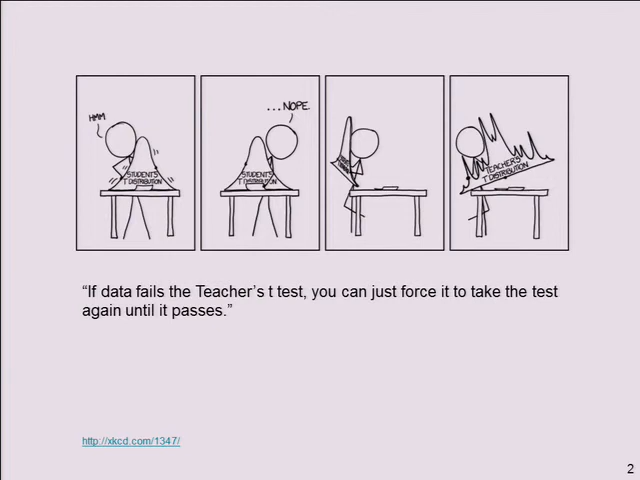 HMM
...NOPE.
STUDENT'S
T DISTRIBUTION
STUDENT'S
T DISTRIBUTION
TEACHER'S
T DISTRIBUTION
“If data fails the Teacher’s t test, you can just force it to take the test
again until it passes.”
http://xkcd.com/1347/
2